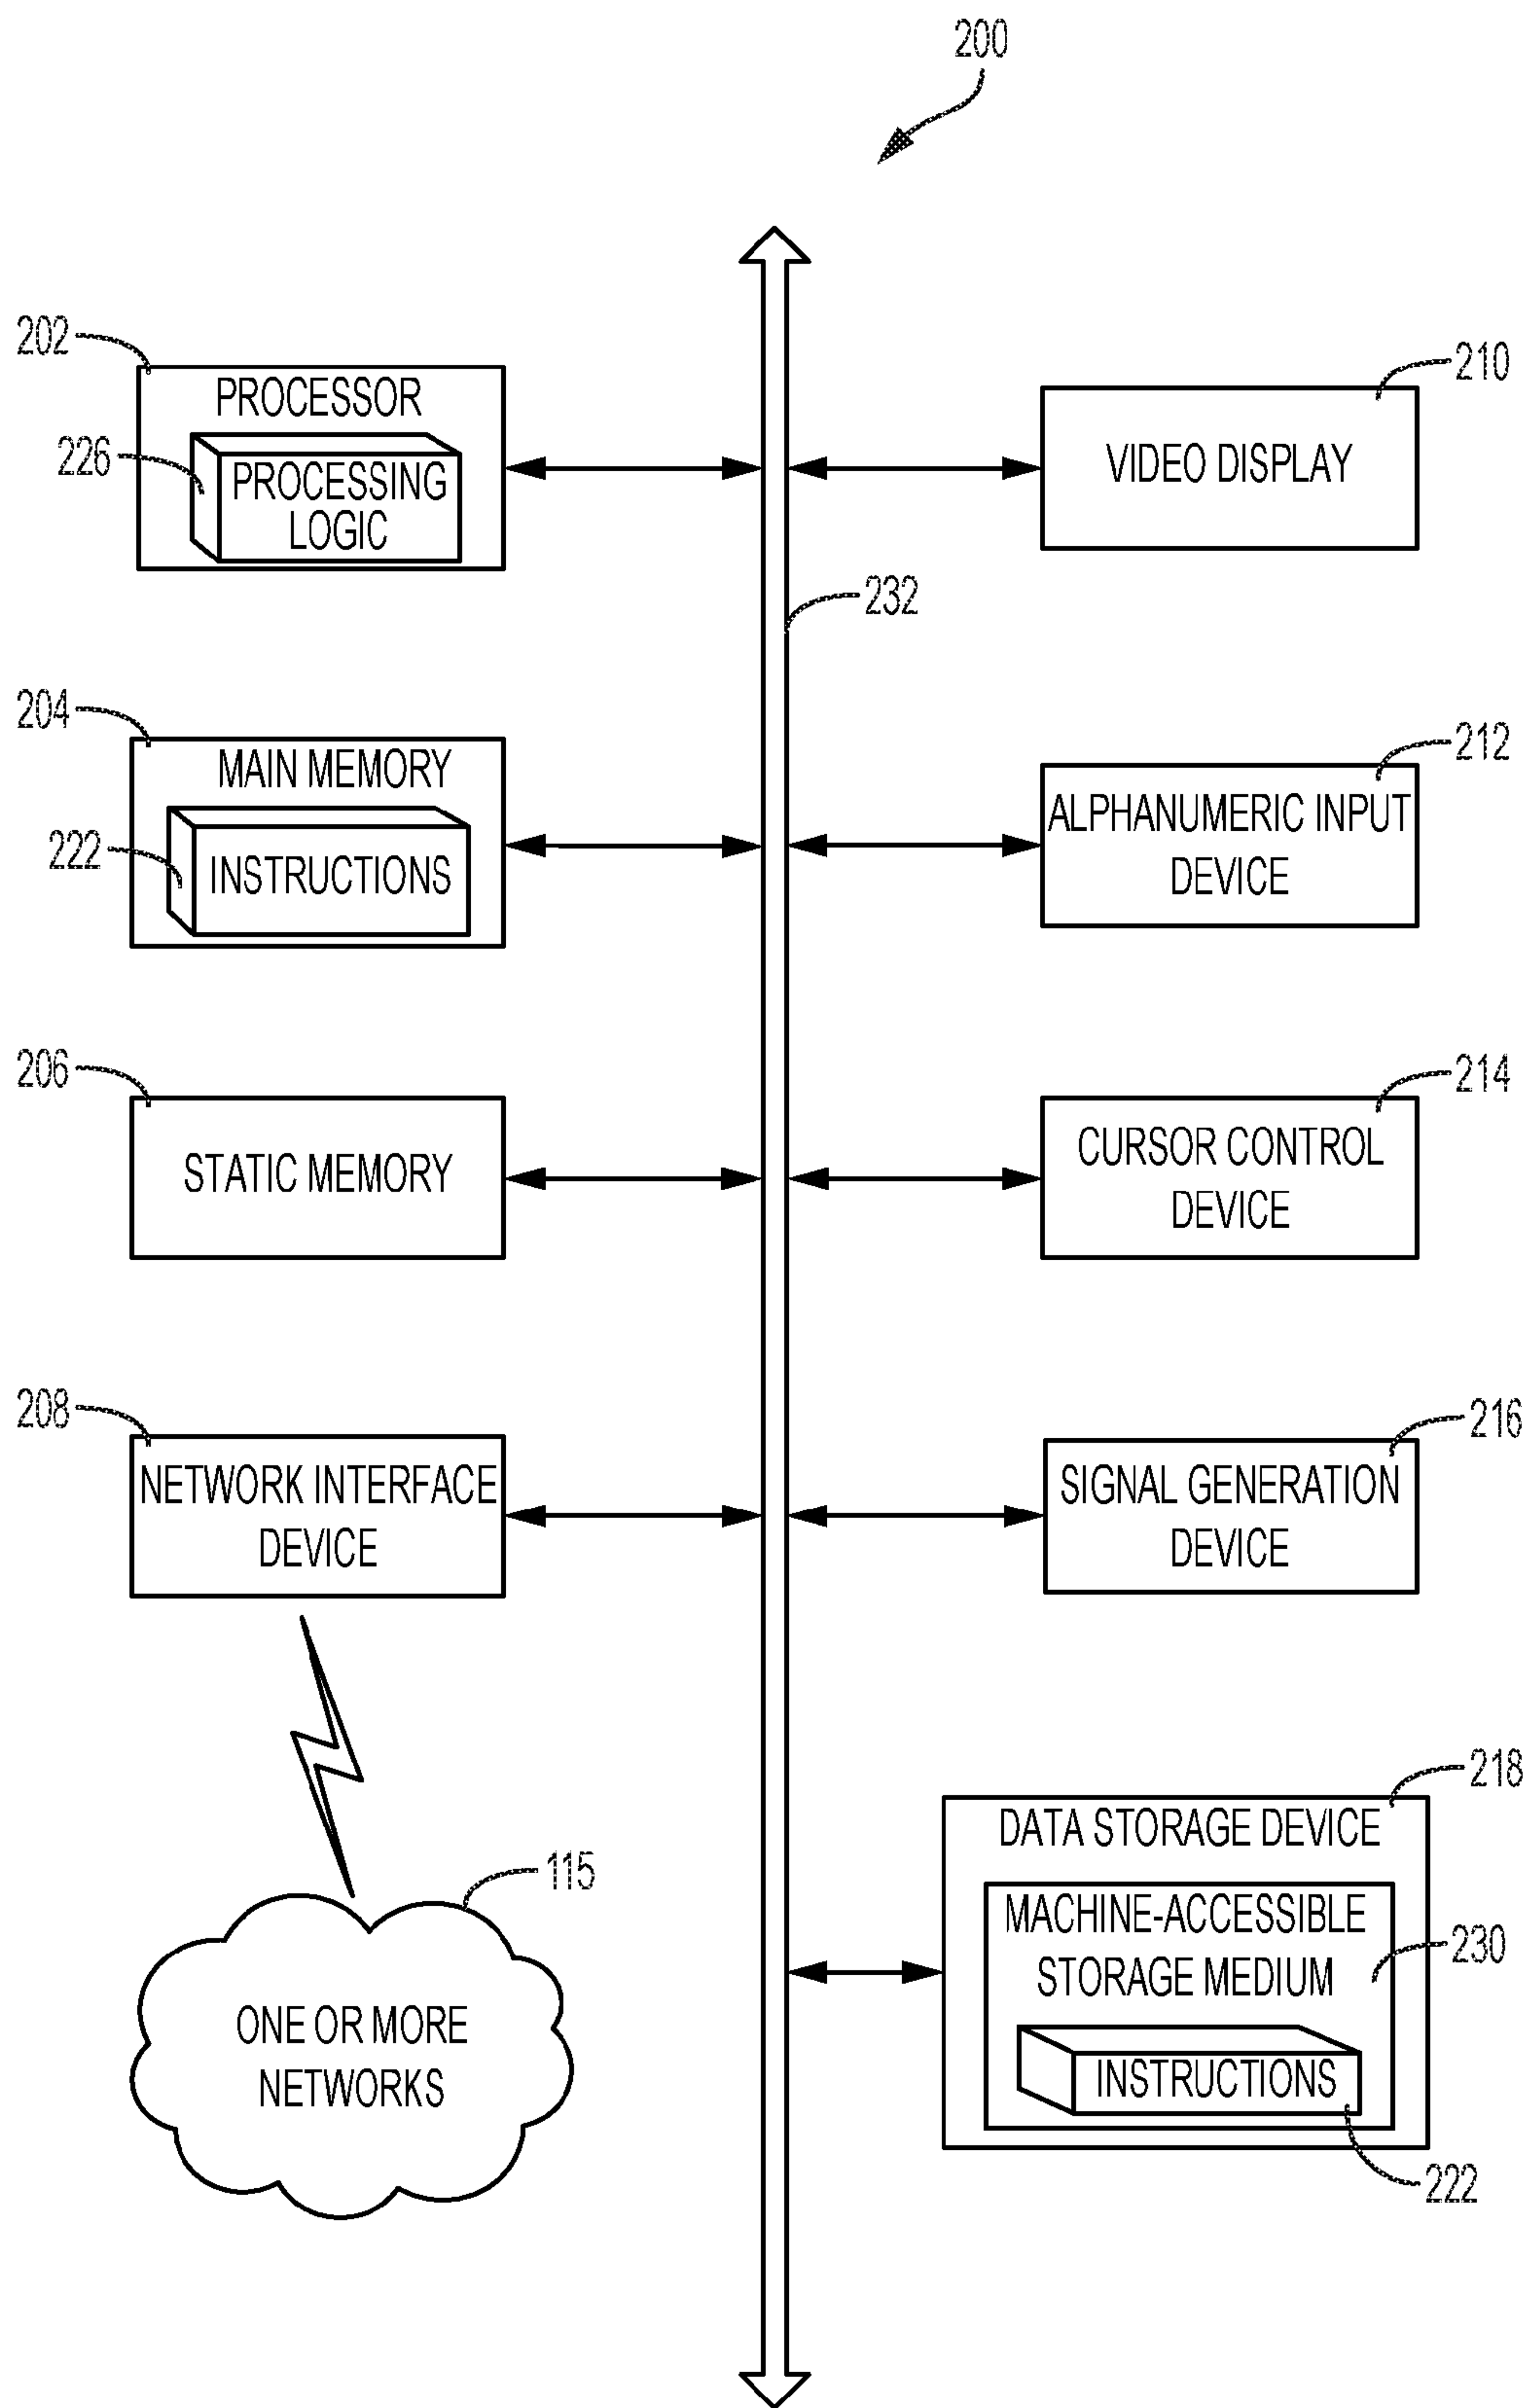 200
202
PROCESSOR
226
PROCESSING
LOGIC
210
VIDEO DISPLAY
232
204
MAIN MEMORY
222
INSTRUCTIONS
212
ALPHANUMERIC INPUT
DEVICE
206
STATIC MEMORY
214
CURSOR CONTROL
DEVICE
208
NETWORK INTERFACE
DEVICE
216
SIGNAL GENERATION
DEVICE
115
ONE OR MORE
NETWORKS
218
DATA STORAGE DEVICE
MACHINE-ACCESSIBLE
STORAGE MEDIUM
230
INSTRUCTIONS
222